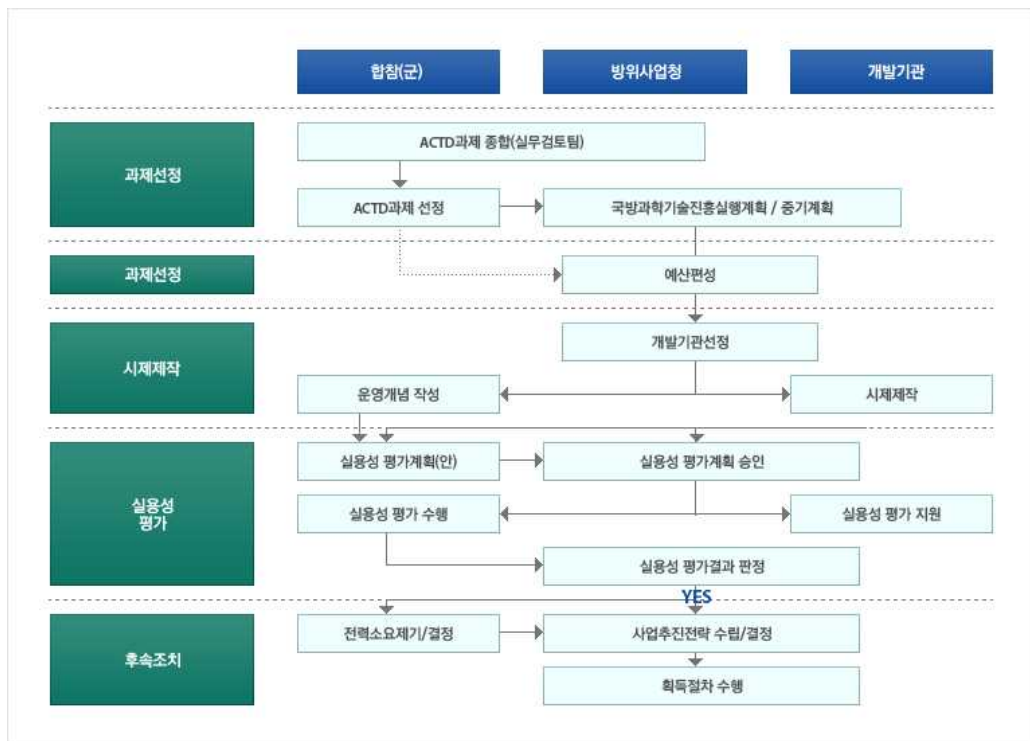 합참(군)
방위사업청
개발기관
과제선정
ACTD과제 종합(실무검토팀)
ACTD과제 선정
국방과학기술진흥실행계획 / 중기계획
과제선정
예산편성
시제제작
개발기관선정
운영개념 작성
시제제작
실용성
평가
실용성 평가계획(안)
실용성 평가계획 승인
실용성 평가 수행
실용성 평가 지원
실용성 평가결과 판정
YES
후속조치
전력소요제기/결정
사업추진전략 수립/결정
획득절차 수행